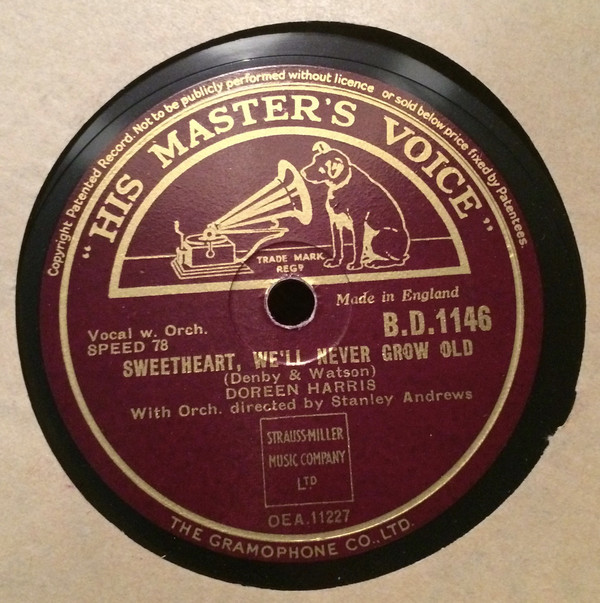 Copyright Patented Record. Not to be publicly performed without licence or sold below price fixed by Patentees.
"HIS MASTER'S VOICE"
TRADE MARK
REGD
Made in England
Vocal w. Orch.
SPEED 78
B.D.1146
SWEETHEART, WE'LL NEVER GROW OLD
(Denby & Watson)
DOREEN HARRIS
With Orch. directed by Stanley Andrews
STRAUSS-MILLER
MUSIC COMPANY
LTD
OEA.11227
THE GRAMOPHONE CO., LTD.